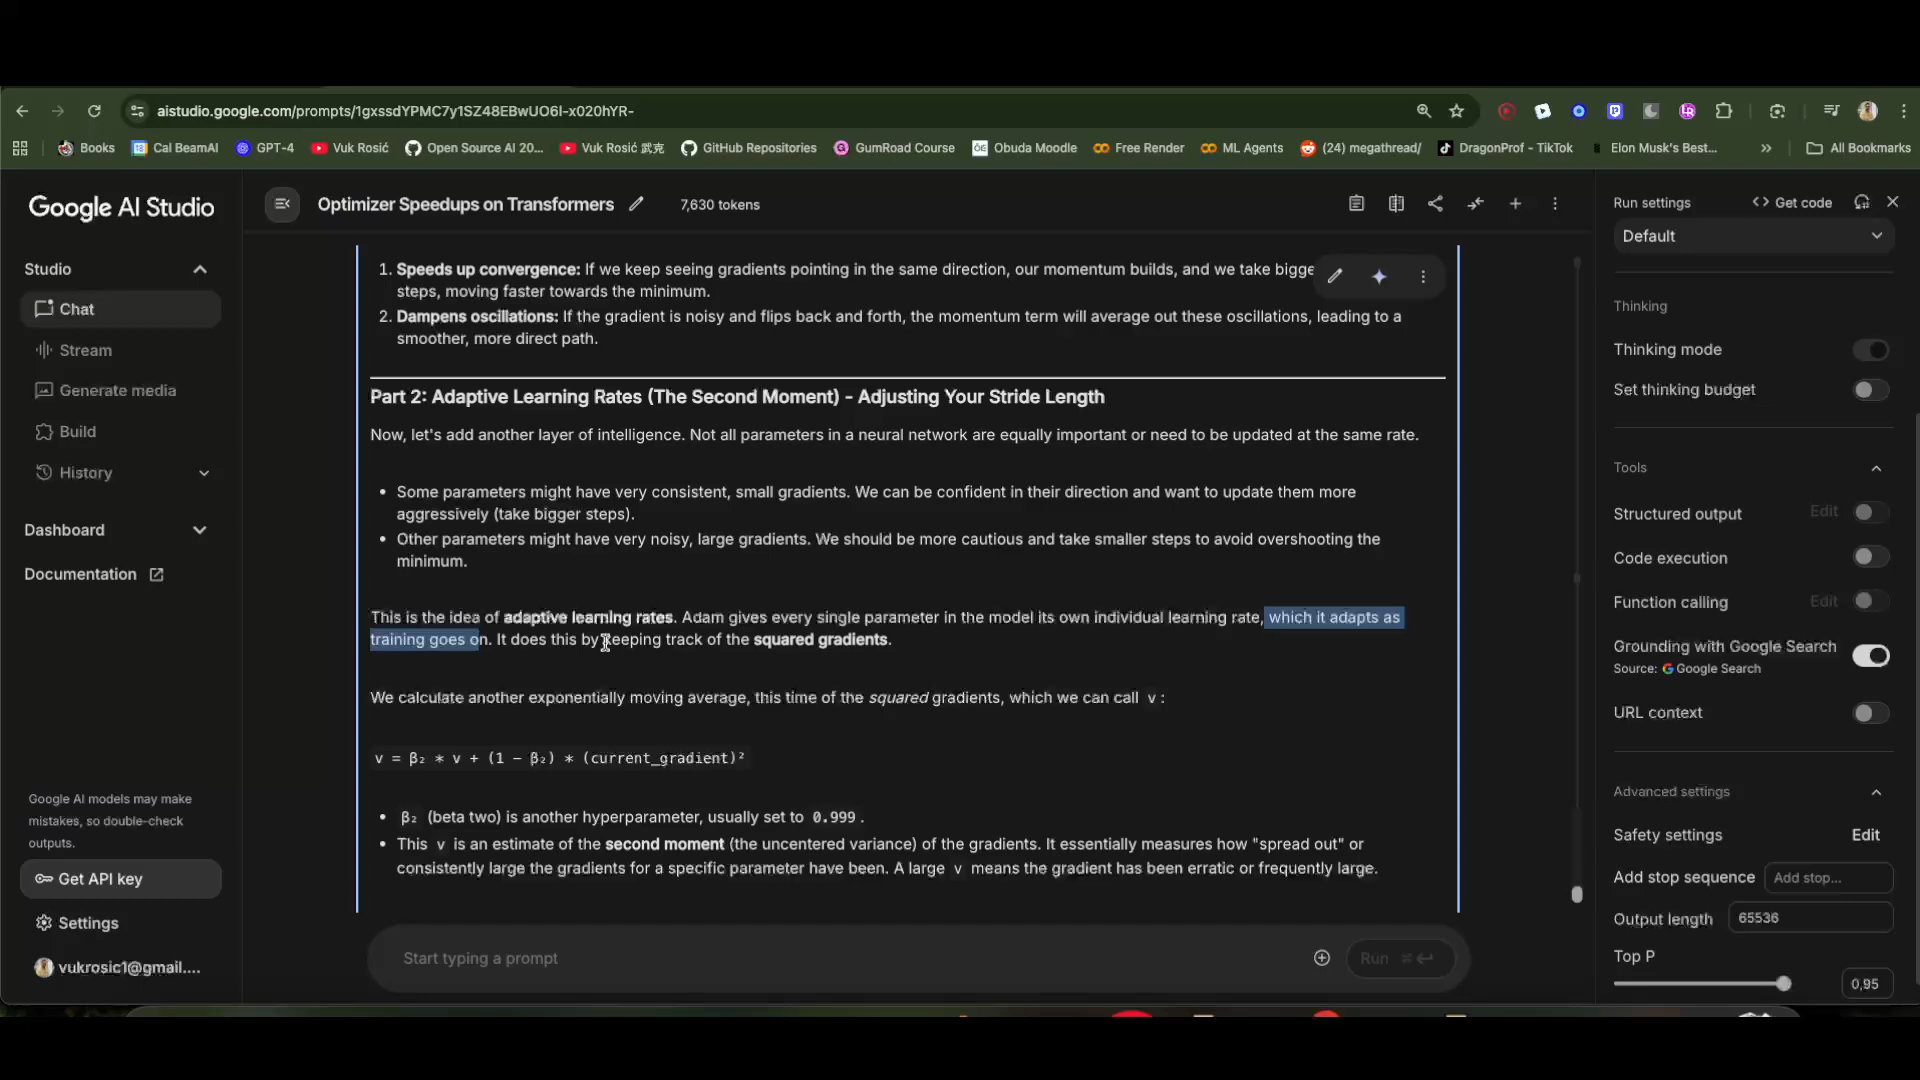 aistudio.google.com/prompts/1gxssdYPMC7y1SZ48EBwUO6I-x020hYR-
Books
Cal BeamAI
GPT-4
Vuk Rosić
Open Source AI 20...
Vuk Rosić 武克
GitHub Repositories
GumRoad Course
Obuda Moodle
Free Render
ML Agents
(24) megathread/
DragonProf - TikTok
Elon Musk's Best...
All Bookmarks
Google AI Studio
Optimizer Speedups on Transformers
7,630 tokens
Studio
Chat
Stream
Generate media
Build
History
Dashboard
Documentation
Google AI models may make
mistakes, so double-check
outputs.
Get API key
Settings
vukrosic1@gmail....
1. Speeds up convergence: If we keep seeing gradients pointing in the same direction, our momentum builds, and we take bigge
steps, moving faster towards the minimum.
2. Dampens oscillations: If the gradient is noisy and flips back and forth, the momentum term will average out these oscillations, leading to a
smoother, more direct path.
Part 2: Adaptive Learning Rates (The Second Moment) - Adjusting Your Stride Length
Now, let's add another layer of intelligence. Not all parameters in a neural network are equally important or need to be updated at the same rate.
• Some parameters might have very consistent, small gradients. We can be confident in their direction and want to update them more
aggressively (take bigger steps).
• Other parameters might have very noisy, large gradients. We should be more cautious and take smaller steps to avoid overshooting the
minimum.
This is the idea of adaptive learning rates. Adam gives every single parameter in the model its own individual learning rate, which it adapts as
training goes on. It does this by keeping track of the squared gradients.
We calculate another exponentially moving average, this time of the squared gradients, which we can call v:
v = β₂ * v + (1 − β₂) * (current_gradient)²
• β₂ (beta two) is another hyperparameter, usually set to 0.999.
• This v is an estimate of the second moment (the uncentered variance) of the gradients. It essentially measures how "spread out" or
consistently large the gradients for a specific parameter have been. A large v means the gradient has been erratic or frequently large.
Start typing a prompt
Run ⌘ ↵
Run settings
<> Get code
Default
Thinking
Thinking mode
Set thinking budget
Tools
Structured output
Edit
Code execution
Function calling
Edit
Grounding with Google Search
Source: Google Search
URL context
Advanced settings
Safety settings
Edit
Add stop sequence
Add stop...
Output length
65536
Top P
0,95